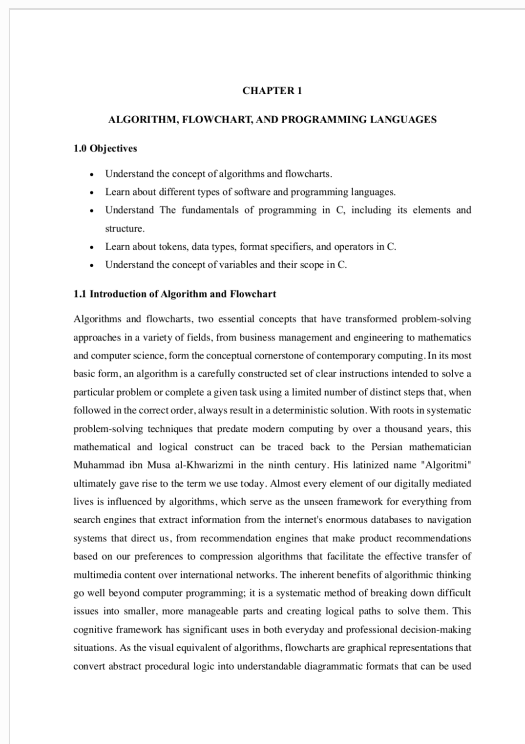 CHAPTER 1
ALGORITHM, FLOWCHART, AND PROGRAMMING LANGUAGES
1.0 Objectives
• Understand the concept of algorithms and flowcharts.
• Learn about different types of software and programming languages.
• Understand The fundamentals of programming in C, including its elements and
structure.
• Learn about tokens, data types, format specifiers, and operators in C.
• Understand the concept of variables and their scope in C.
1.1 Introduction of Algorithm and Flowchart
Algorithms and flowcharts, two essential concepts that have transformed problem-solving
approaches in a variety of fields, from business management and engineering to mathematics
and computer science, form the conceptual cornerstone of contemporary computing. In its most
basic form, an algorithm is a carefully constructed set of clear instructions intended to solve a
particular problem or complete a given task using a limited number of distinct steps that, when
followed in the correct order, always result in a deterministic solution. With roots in systematic
problem-solving techniques that predate modern computing by over a thousand years, this
mathematical and logical construct can be traced back to the Persian mathematician
Muhammad ibn Musa al-Khwarizmi in the ninth century. His latinized name "Algoritmi"
ultimately gave rise to the term we use today. Almost every element of our digitally mediated
lives is influenced by algorithms, which serve as the unseen framework for everything from
search engines that extract information from the internet's enormous databases to navigation
systems that direct us, from recommendation engines that make product recommendations
based on our preferences to compression algorithms that facilitate the effective transfer of
multimedia content over international networks. The inherent benefits of algorithmic thinking
go well beyond computer programming; it is a systematic method of breaking down difficult
issues into smaller, more manageable parts and creating logical paths to solve them. This
cognitive framework has significant uses in both everyday and professional decision-making
situations. As the visual equivalent of algorithms, flowcharts are graphical representations that
convert abstract procedural logic into understandable diagrammatic formats that can be used